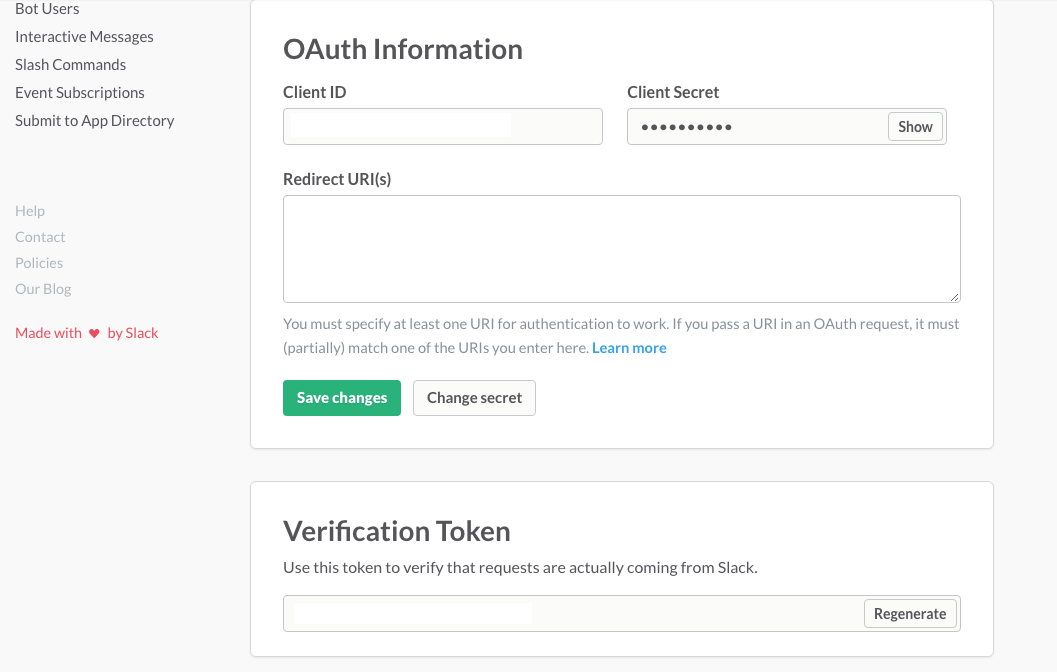 Bot Users
Interactive Messages
Slash Commands
Event Subscriptions
Submit to App Directory
Help
Contact
Policies
Our Blog
Made with ❤ by Slack
OAuth Information
Client ID
Client Secret
•••••••••• Show
Redirect URI(s)
You must specify at least one URI for authentication to work. If you pass a URI in an OAuth request, it must
(partially) match one of the URIs you enter here. Learn more
Save changes
Change secret
Verification Token
Use this token to verify that requests are actually coming from Slack.
Regenerate